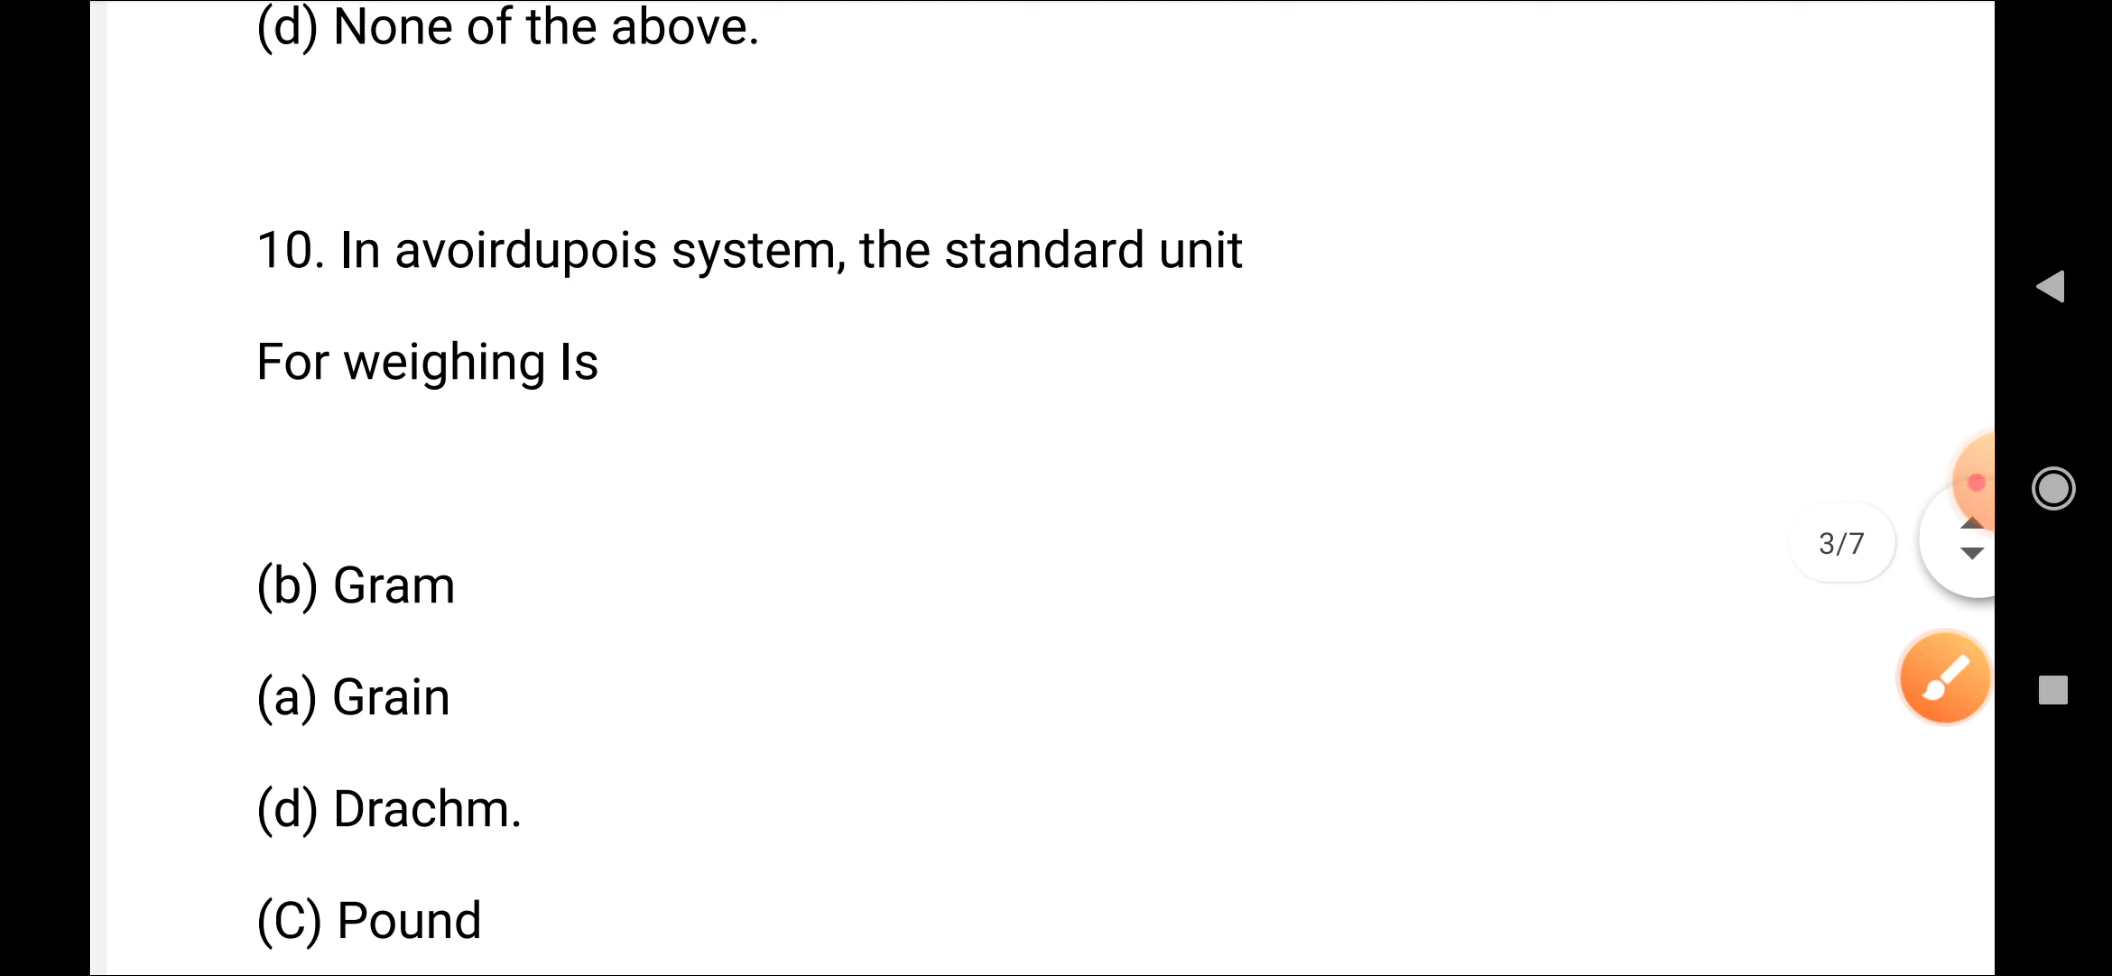 (d) None of the above.
10. In avoirdupois system, the standard unit
For weighing Is
3/7
(b) Gram
(a) Grain
(d) Drachm.
(C) Pound